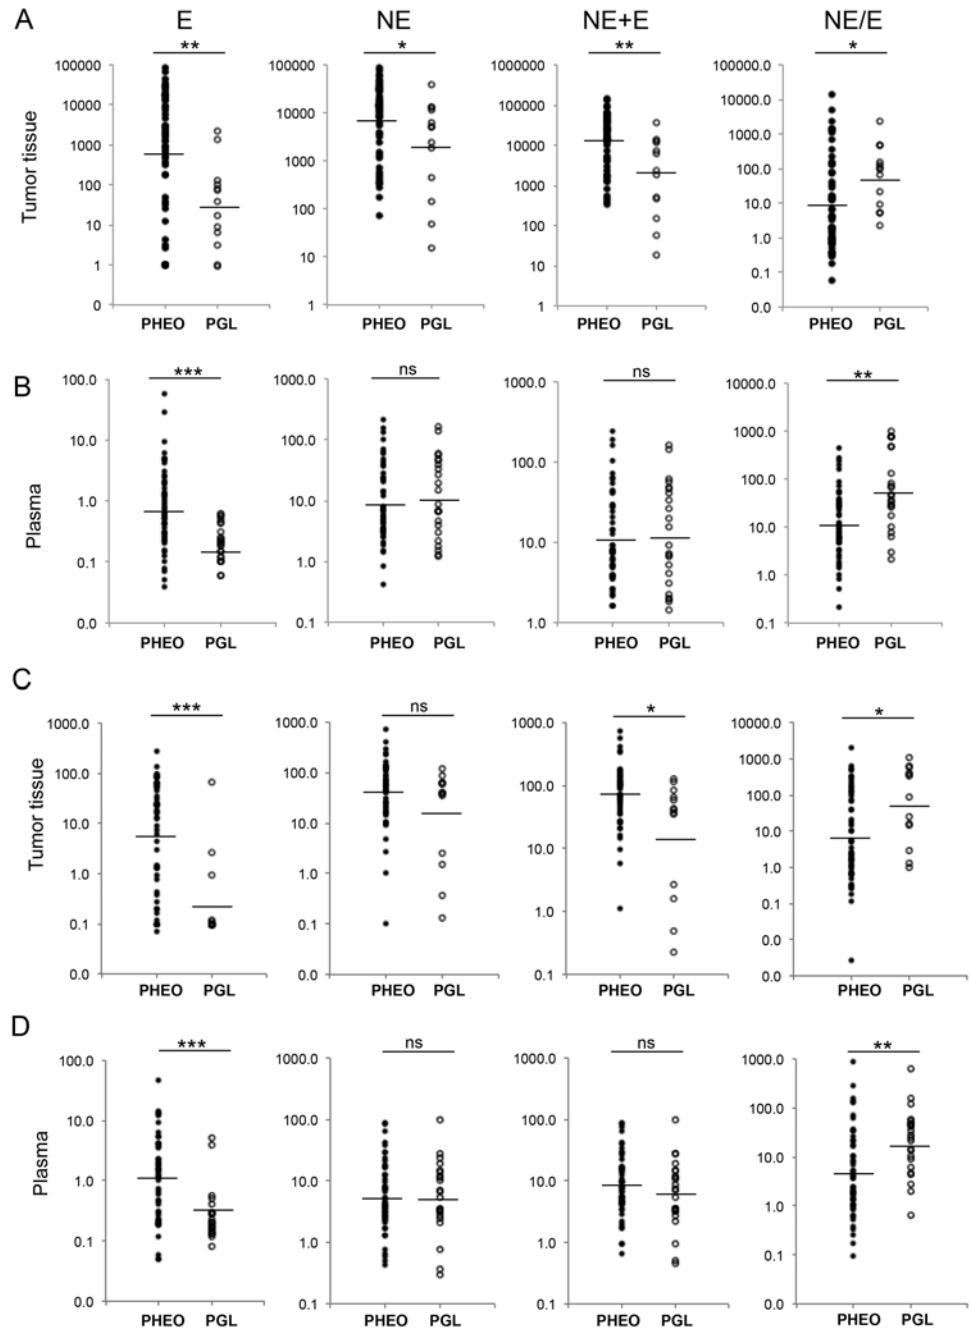 A E NE NE+E NE/E
** * ** *
Tumor tissue
100000 10000 1000 100 10 1 0
PHEO PGL
100000 10000 1000 100 10 1
PHEO PGL
1000000 100000 10000 1000 100 10 1
PHEO PGL
100000.0 10000.0 1000.0 100.0 10.0 1.0 0.1 0.0
PHEO PGL
B
*** ns ns **
Plasma
100.0 10.0 1.0 0.1 0.0
PHEO PGL
1000.0 100.0 10.0 1.0 0.1
PHEO PGL
1000.0 100.0 10.0 1.0
PHEO PGL
10000.0 1000.0 100.0 10.0 1.0 0.1
PHEO PGL
C
*** ns * *
Tumor tissue
1000.0 100.0 10.0 1.0 0.1 0.0
PHEO PGL
1000.0 100.0 10.0 1.0 0.1 0.0
PHEO PGL
1000.0 100.0 10.0 1.0 0.1
PHEO PGL
10000.0 1000.0 100.0 10.0 1.0 0.1 0.0 0.0
PHEO PGL
D
*** ns ns **
Plasma
100.0 10.0 1.0 0.1 0.0
PHEO PGL
1000.0 100.0 10.0 1.0 0.1
PHEO PGL
1000.0 100.0 10.0 1.0 0.1
PHEO PGL
1000.0 100.0 10.0 1.0 0.1 0.0
PHEO PGL